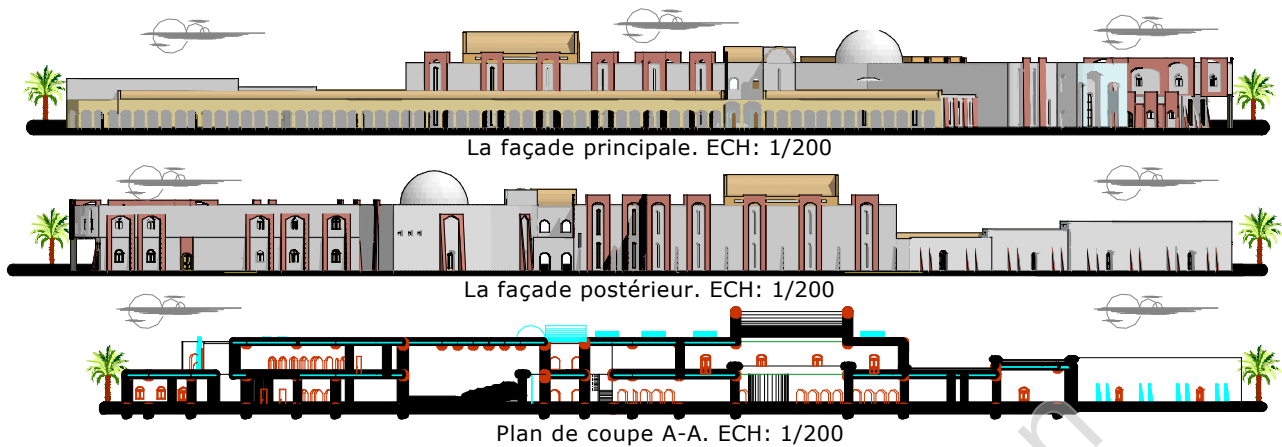 La façade principale. ECH: 1/200
La façade postérieur. ECH: 1/200
Plan de coupe A-A. ECH: 1/200